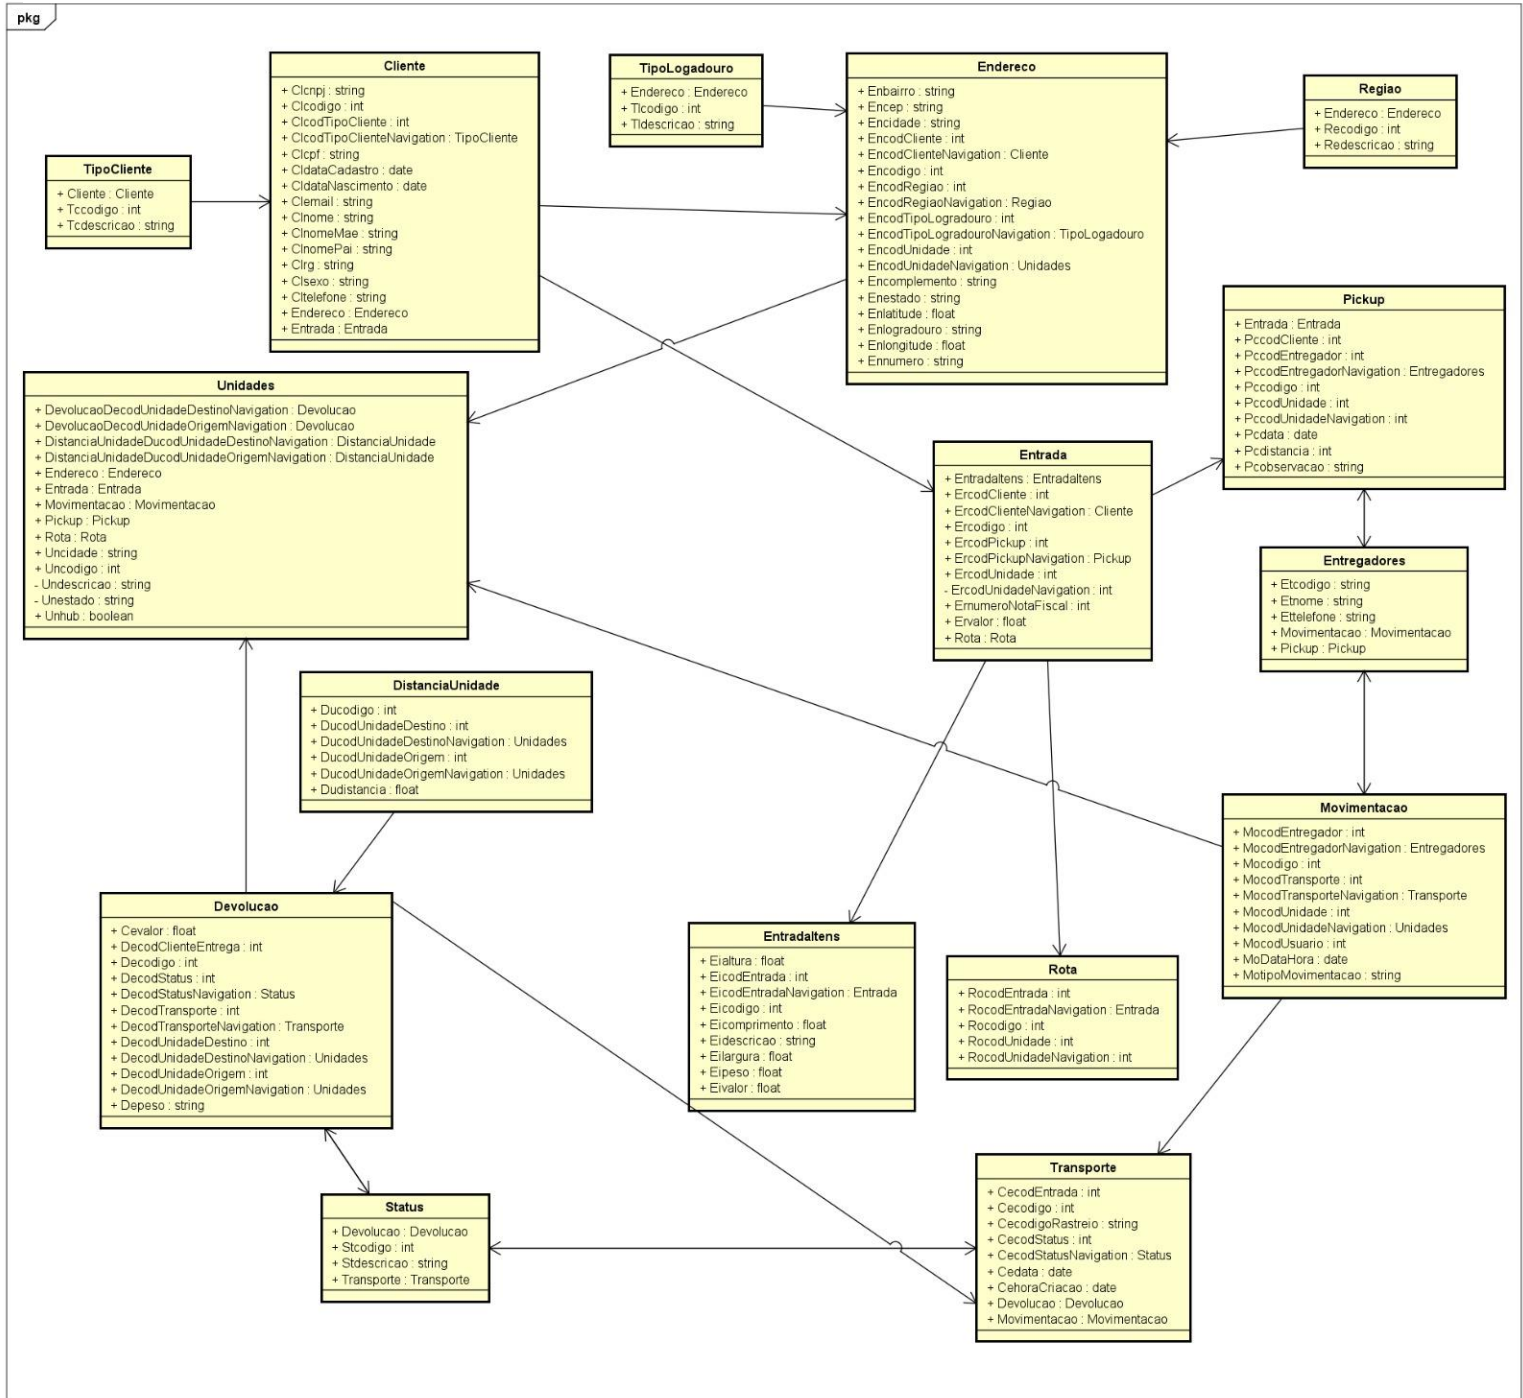 pkg
Cliente
+ Clcnpj : string
+ Clcodigo : int
+ ClcodTipoCliente : int
+ ClcodTipoClienteNavigation : TipoCliente
+ Clcpf : string
+ CldataCadastro : date
+ CldataNascimento : date
+ Clemail : string
+ Clnome : string
+ ClnomeMae : string
+ ClnomePai : string
+ Clrg : string
+ Clsexo : string
+ Cltelefone : string
+ Endereco : Endereco
+ Entrada : Entrada
TipoLogadouro
+ Endereco : Endereco
+ Tlcodigo : int
+ Tldescricao : string
Endereco
+ Enbairro : string
+ Encep : string
+ Encidade : string
+ EncodCliente : int
+ EncodClienteNavigation : Cliente
+ Encodigo : int
+ EncodRegiao : int
+ EncodRegiaoNavigation : Regiao
+ EncodTipoLogradouro : int
+ EncodTipoLogradouroNavigation : TipoLogadouro
+ EncodUnidade : int
+ EncodUnidadeNavigation : Unidades
+ Encomplemento : string
+ Enestado : string
+ Enlatitude : float
+ Enlogradouro : string
+ Enlongitude : float
+ Ennumero : string
Regiao
+ Endereco : Endereco
+ Recodigo : int
+ Redescricao : string
TipoCliente
+ Cliente : Cliente
+ Tccodigo : int
+ Tcdescricao : string
Pickup
+ Entrada : Entrada
+ PccodCliente : int
+ PccodEntregador : int
+ PccodEntregadorNavigation : Entregadores
+ Pccodigo : int
+ PccodUnidade : int
+ PccodUnidadeNavigation : int
+ Pcdata : date
+ Pcdistancia : int
+ Pcobservacao : string
Unidades
+ DevolucaoDecodUnidadeDestinoNavigation : Devolucao
+ DevolucaoDecodUnidadeOrigemNavigation : Devolucao
+ DistanciaUnidadeDucodUnidadeDestinoNavigation : DistanciaUnidade
+ DistanciaUnidadeDucodUnidadeOrigemNavigation : DistanciaUnidade
+ Endereco : Endereco
+ Entrada : Entrada
+ Movimentacao : Movimentacao
+ Pickup : Pickup
+ Rota : Rota
+ Uncidade : string
+ Uncodigo : int
- Undescricao : string
- Unestado : string
+ Unhub : boolean
Entrada
+ EntradaItens : EntradaItens
+ ErcodCliente : int
+ ErcodClienteNavigation : Cliente
+ Ercodigo : int
+ ErcodPickup : int
+ ErcodPickupNavigation : Pickup
+ ErcodUnidade : int
- ErcodUnidadeNavigation : int
+ ErnumeroNotaFiscal : int
+ Ervalor : float
+ Rota : Rota
Entregadores
+ Etcodigo : string
+ Etnome : string
+ Ettelefone : string
+ Movimentacao : Movimentacao
+ Pickup : Pickup
DistanciaUnidade
+ Ducodigo : int
+ DucodUnidadeDestino : int
+ DucodUnidadeDestinoNavigation : Unidades
+ DucodUnidadeOrigem : int
+ DucodUnidadeOrigemNavigation : Unidades
+ Dudistancia : float
Movimentacao
+ MocodEntregador : int
+ MocodEntregadorNavigation : Entregadores
+ Mocodigo : int
+ MocodTransporte : int
+ MocodTransporteNavigation : Transporte
+ MocodUnidade : int
+ MocodUnidadeNavigation : Unidades
+ MocodUsuario : int
+ MoDataHora : date
+ MotipoMovimentacao : string
Devolucao
+ Cevalor : float
+ DecodClienteEntrega : int
+ Decodigo : int
+ DecodStatus : int
+ DecodStatusNavigation : Status
+ DecodTransporte : int
+ DecodTransporteNavigation : Transporte
+ DecodUnidadeDestino : int
+ DecodUnidadeDestinoNavigation : Unidades
+ DecodUnidadeOrigem : int
+ DecodUnidadeOrigemNavigation : Unidades
+ Depeso : string
EntradaItens
+ Eialtura : float
+ EicodEntrada : int
+ EicodEntradaNavigation : Entrada
+ Eicodigo : int
+ Eicomprimento : float
+ Eidescricao : string
+ Eilargura : float
+ Eipeso : float
+ Eivalor : float
Rota
+ RocodEntrada : int
+ RocodEntradaNavigation : Entrada
+ Rocodigo : int
+ RocodUnidade : int
+ RocodUnidadeNavigation : int
Transporte
+ CecodEntrada : int
+ Cecodigo : int
+ CecodigoRastreio : string
+ CecodStatus : int
+ CecodStatusNavigation : Status
+ Cedata : date
+ CehoraCriacao : date
+ Devolucao : Devolucao
+ Movimentacao : Movimentacao
Status
+ Devolucao : Devolucao
+ Stcodigo : int
+ Stdescricao : string
+ Transporte : Transporte